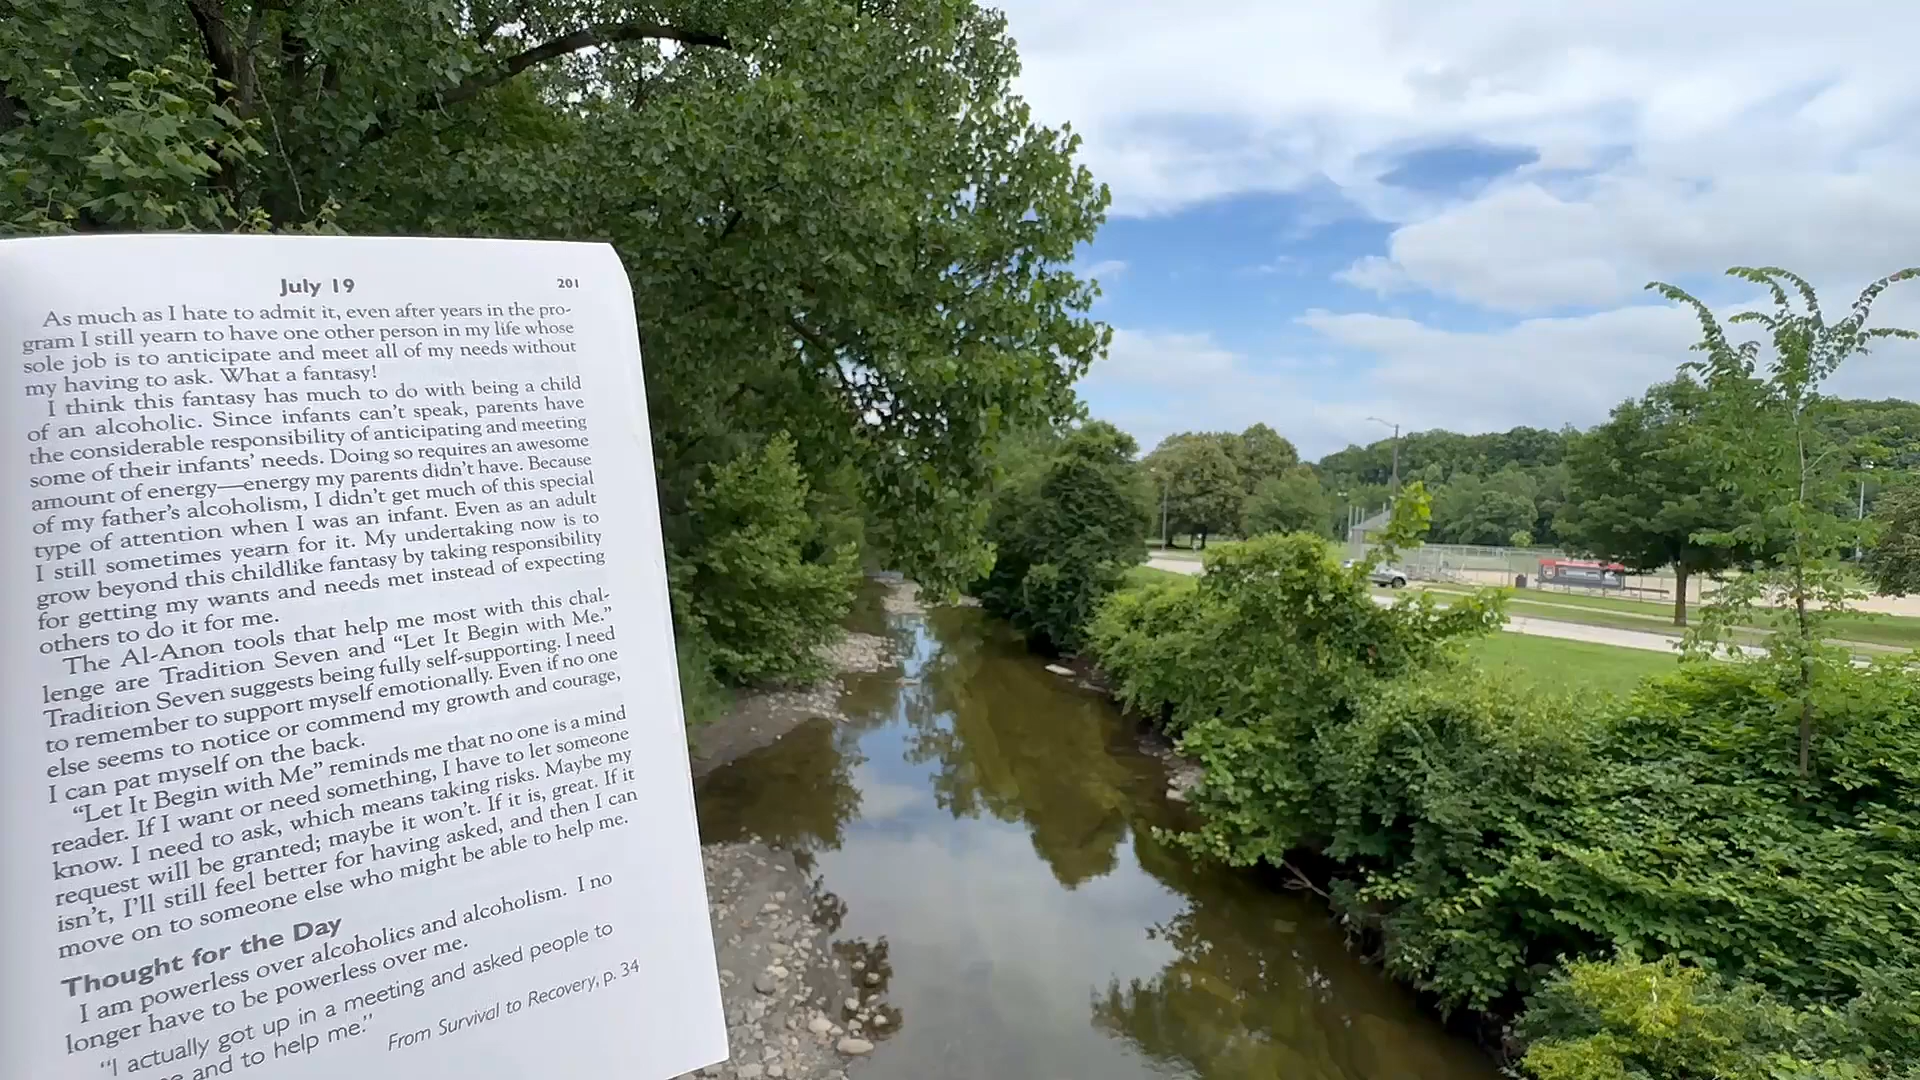 July 19
201
As much as I hate to admit it, even after years in the pro-
gram I still yearn to have one other person in my life whose
sole job is to anticipate and meet all of my needs without
my having to ask. What a fantasy!
I think this fantasy has much to do with being a child
of an alcoholic. Since infants can't speak, parents have
the considerable responsibility of anticipating and meeting
some of their infants' needs. Doing so requires an awesome
amount of energy—energy my parents didn't have. Because
of my father's alcoholism, I didn't get much of this special
type of attention when I was an infant. Even as an adult
I still sometimes yearn for it. My undertaking now is to
grow beyond this childlike fantasy by taking responsibility
for getting my wants and needs met instead of expecting
others to do it for me.
The Al-Anon tools that help me most with this chal-
lenge are Tradition Seven and “Let It Begin with Me.”
Tradition Seven suggests being fully self-supporting. I need
to remember to support myself emotionally. Even if no one
else seems to notice or commend my growth and courage,
I can pat myself on the back.
“Let It Begin with Me” reminds me that no one is a mind
reader. If I want or need something, I have to let someone
know. I need to ask, which means taking risks. Maybe my
request will be granted; maybe it won't. If it is, great. If it
isn't, I'll still feel better for having asked, and then I can
move on to someone else who might be able to help me.
Thought for the Day
I am powerless over alcoholics and alcoholism. I no
longer have to be powerless over me.
“I actually got up in a meeting and asked people to
and to help me.”
From Survival to Recovery, p. 34